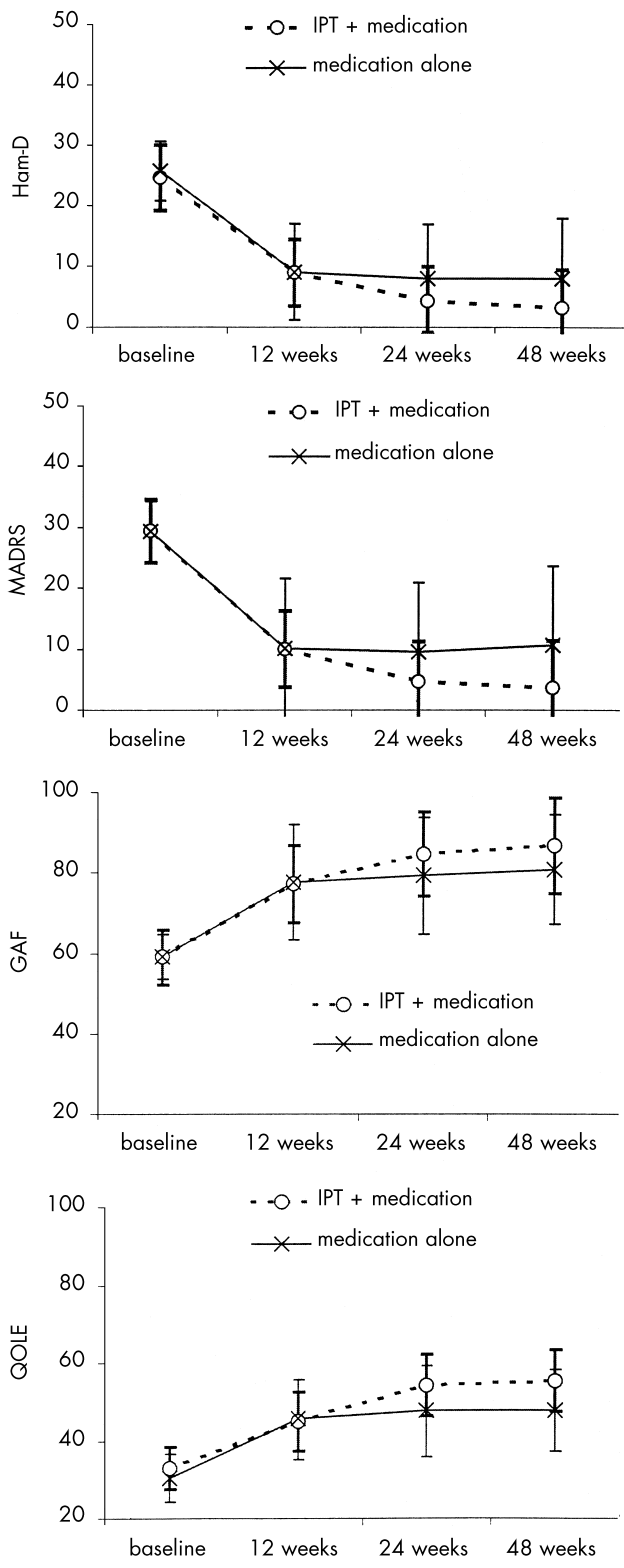 50
IPT + medication
medication alone
40
30
Ham-D
20
10
0
baseline
12 weeks
24 weeks
48 weeks
50
IPT + medication
medication alone
40
30
MADRS
20
10
0
baseline
12 weeks
24 weeks
48 weeks
100
80
60
GAF
IPT + medication
medication alone
40
20
baseline
12 weeks
24 weeks
48 weeks
IPT + medication
100
medication alone
80
60
QOLE
40
20
baseline
12 weeks
24 weeks
48 weeks